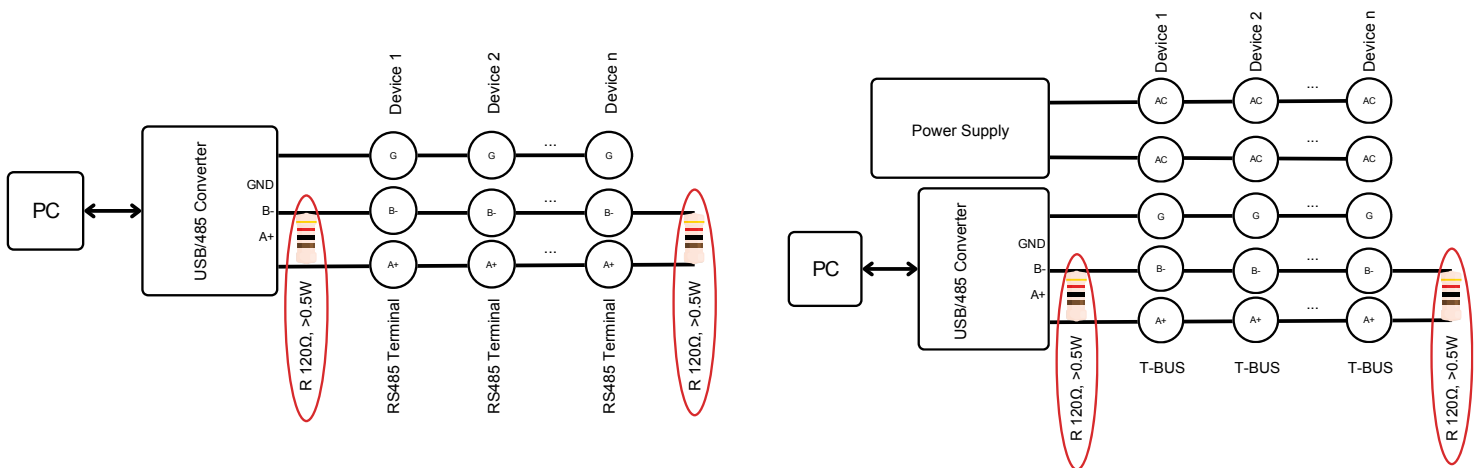 Device 1
Device 2
Device n
PC
USB/485 Converter
GND
B-
A+
G
G
...
G
B-
B-
...
B-
A+
A+
...
A+
R 120Ω, >0.5W
RS485 Terminal
RS485 Terminal
RS485 Terminal
R 120Ω, >0.5W
Device 1
Device 2
Device n
Power Supply
AC
AC
...
AC
AC
AC
...
AC
PC
USB/485 Converter
GND
B-
A+
G
G
...
G
B-
B-
...
B-
A+
A+
...
A+
R 120Ω, >0.5W
T-BUS
T-BUS
T-BUS
R 120Ω, >0.5W